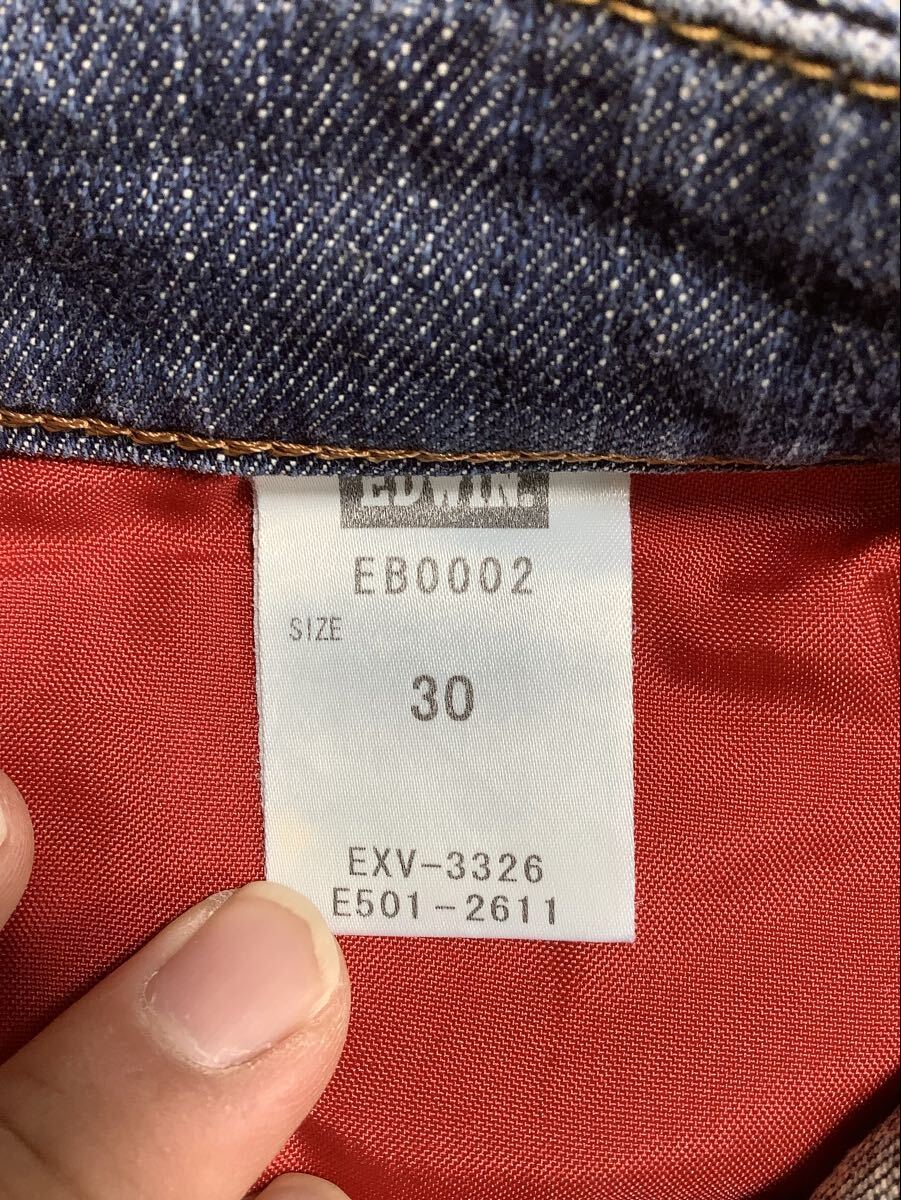 EDWIN.
EB0002
SIZE
30
EXV-3326
E501-2611